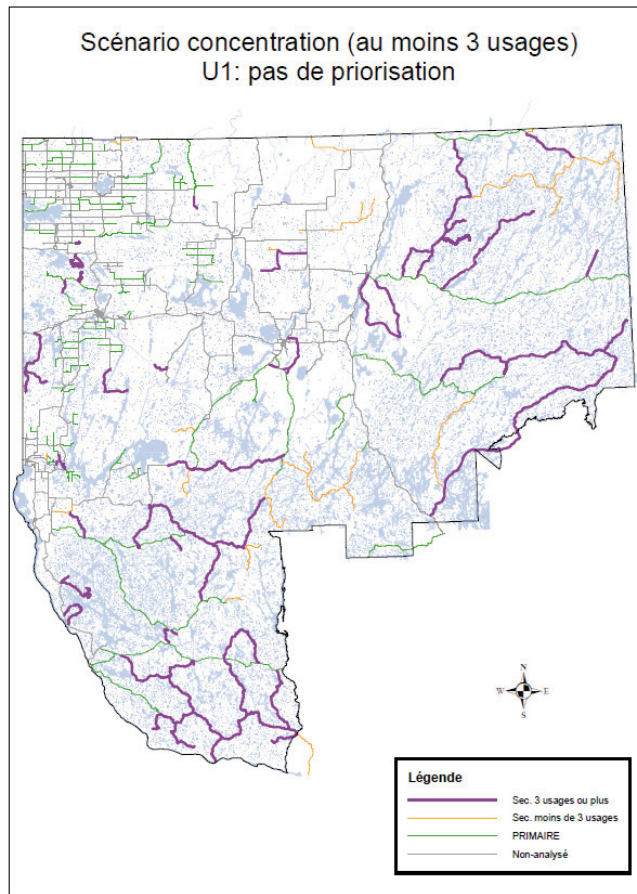 Scénario concentration (au moins 3 usages)
U1: pas de priorisation
N
W E
S
Légende
Sec. 3 usages ou plus
Sec. moins de 3 usages
PRIMAIRE
Non-analysé